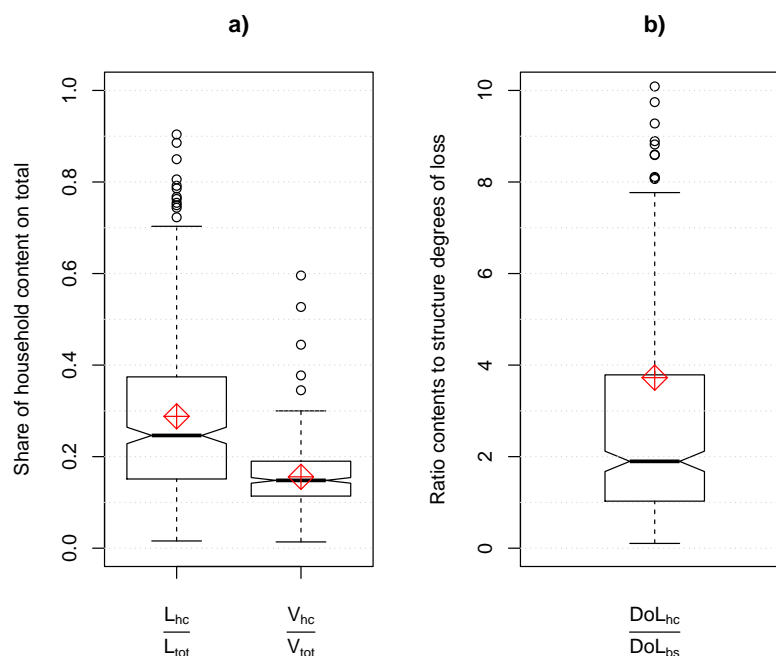 a)
b)
Share of household content on total
1.0
0.8
0.6
0.4
0.2
0.0
L_hc
L_tot
V_hc
V_tot
Ratio contents to structure degrees of loss
10
8
6
4
2
0
DoL_hc
DoL_bs